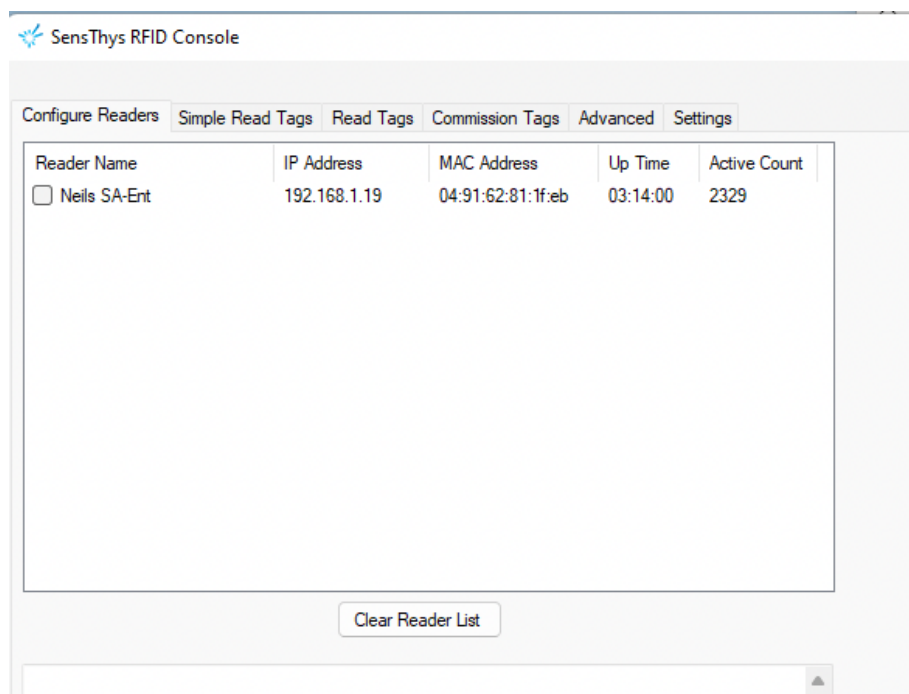 SensThys RFID Console
Configure Readers Simple Read Tags Read Tags Commission Tags Advanced Settings
Reader Name IP Address MAC Address Up Time Active Count
Neils SA-Ent 192.168.1.19 04:91:62:81:1f:eb 03:14:00 2329
Clear Reader List